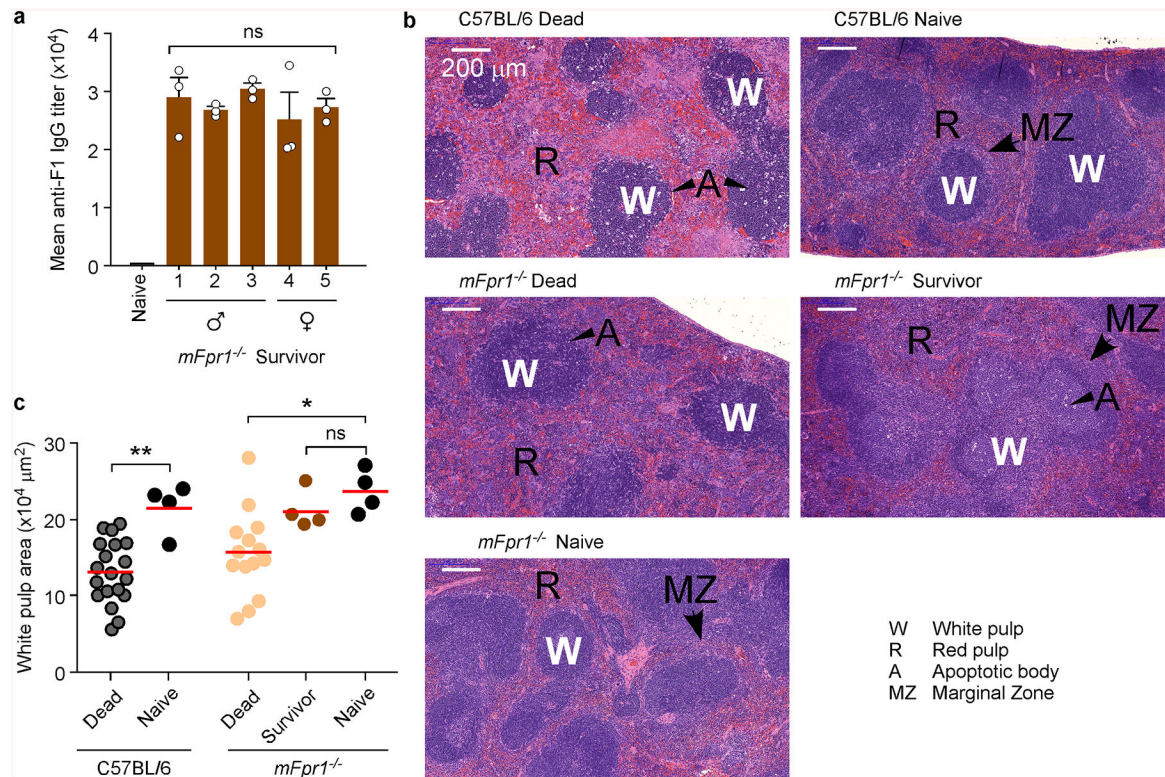 a
Mean anti-F1 IgG titer (x10⁴)
ns
4
3
2
1
0
Naive
1 2 3 4 5
♂ ♀
mFpr1-/- Survivor
b
C57BL/6 Dead
200 µm
W
R
W
A
C57BL/6 Naive
R
MZ
W
W
mFpr1-/- Dead
A
W
W
R
mFpr1-/- Survivor
R
MZ
A
W
mFpr1-/- Naive
R
MZ
W
W White pulp
R Red pulp
A Apoptotic body
MZ Marginal Zone
c
White pulp area (x10⁴ µm²)
30
20
10
0
**
*
ns
Dead Naive Dead Survivor Naive
C57BL/6 mFpr1-/-